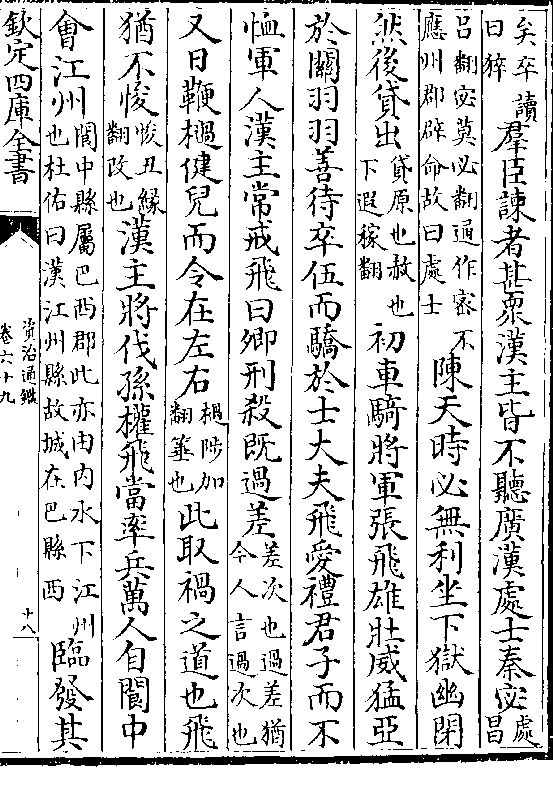 矣卒讀曰猝羣臣諫者甚衆漢主皆不聽廣漢處士秦宓處昌
吕翻宓莫必翻通作密不應州郡辟命故曰處士陳天時必無利坐下獄幽閉
然後貸出貸原也赦也下遐稼翻初車騎將軍張飛雄壯威猛亞
於關羽羽善待卒伍而驕於士大夫飛愛禮君子而不
恤軍人漢主常戒飛曰卿刑殺既過差差次也過差猶今人言過次也
又日鞭檛健兒而令在左右檛陟加翻箠也此取禍之道也飛
猶不悛悛丑縁翻改也漢主將伐孫權飛當率兵萬人自閬中
會江州閬中縣屬巴西郡此亦由内水下江州也杜佑曰漢江州縣故城在巴縣西臨發其
欽定四庫全書
資治通鑑
卷六十九
十八